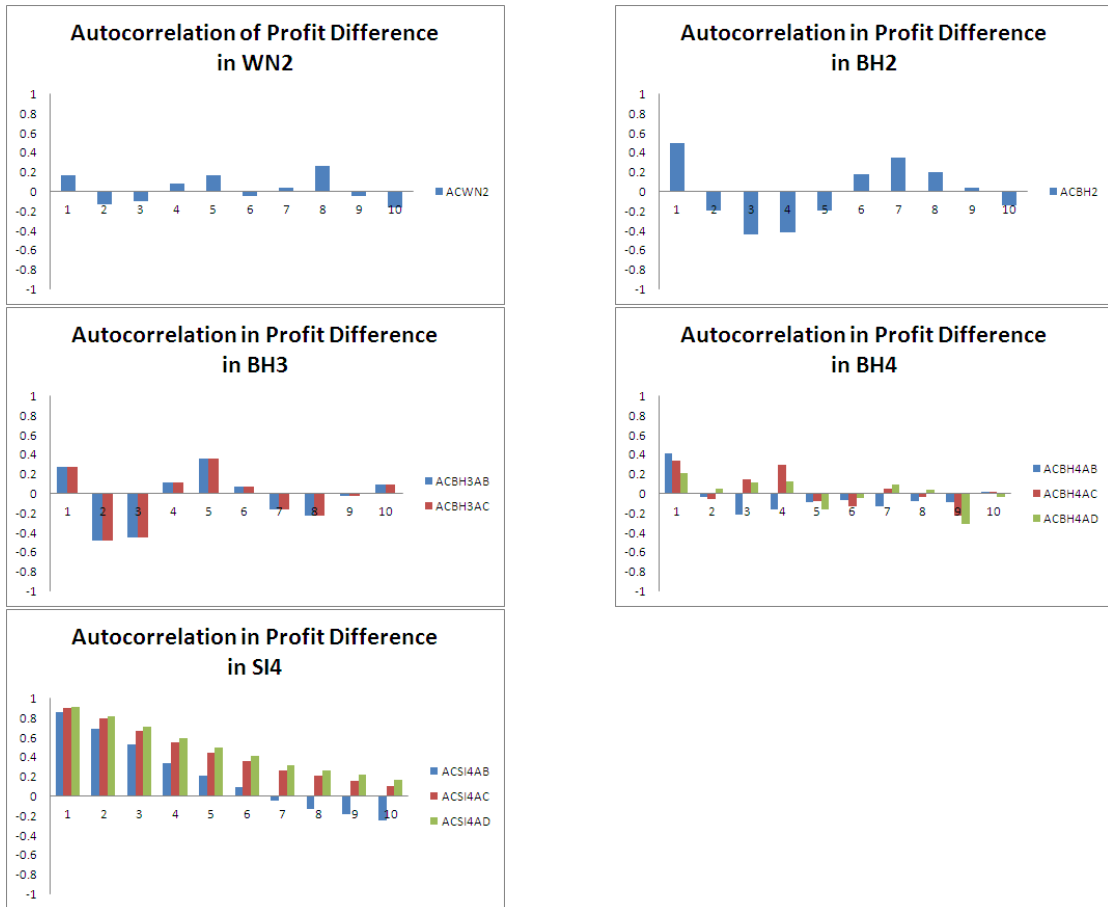 Autocorrelation of Profit Difference
in WN2
1
0.8
0.6
0.4
0.2
0
-0.2
-0.4
-0.6
-0.8
-1
1 2 3 4 5 6 7 8 9 10
ACWN2
Autocorrelation in Profit Difference
in BH2
1
0.8
0.6
0.4
0.2
0
-0.2
-0.4
-0.6
-0.8
-1
1 2 3 4 5 6 7 8 9 10
ACBH2
Autocorrelation in Profit Difference
in BH3
1
0.8
0.6
0.4
0.2
0
-0.2
-0.4
-0.6
-0.8
-1
1 2 3 4 5 6 7 8 9 10
ACBH3AB
ACBH3AC
Autocorrelation in Profit Difference
in BH4
1
0.8
0.6
0.4
0.2
0
-0.2
-0.4
-0.6
-0.8
-1
1 2 3 4 5 6 7 8 9 10
ACBH4AB
ACBH4AC
ACBH4AD
Autocorrelation in Profit Difference
in SI4
1
0.8
0.6
0.4
0.2
0
-0.2
-0.4
-0.6
-0.8
-1
1 2 3 4 5 6 7 8 9 10
ACSI4AB
ACSI4AC
ACSI4AD